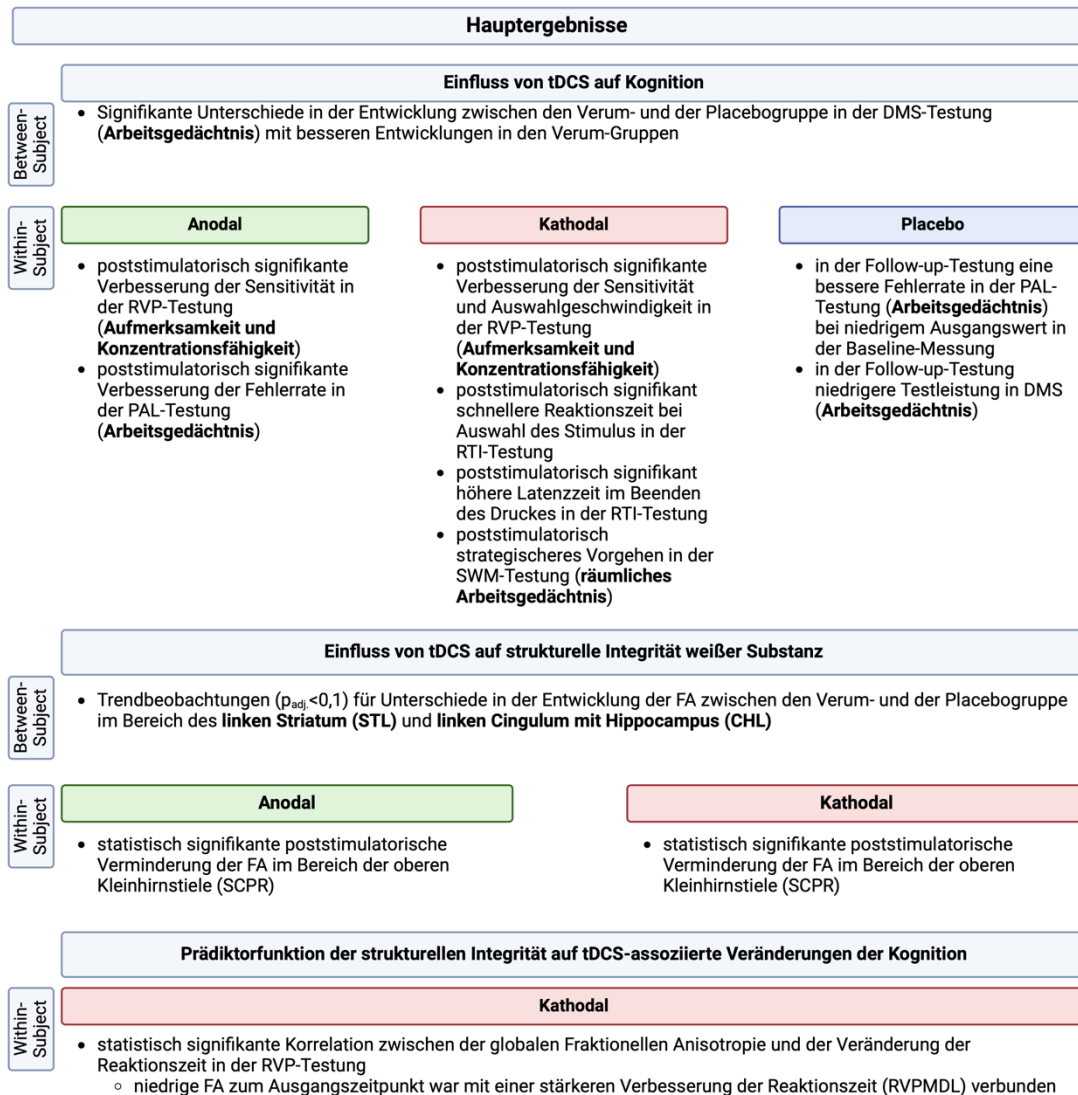 Hauptergebnisse
Einfluss von tDCS auf Kognition
Between-
Subject
• Signifikante Unterschiede in der Entwicklung zwischen den Verum- und der Placebogruppe in der DMS-Testung
(Arbeitsgedächtnis) mit besseren Entwicklungen in den Verum-Gruppen
Within-
Subject
Anodal
• poststimulatorisch signifikante
Verbesserung der Sensitivität in
der RVP-Testung
(Aufmerksamkeit und
Konzentrationsfähigkeit)
• poststimulatorisch signifikante
Verbesserung der Fehlerrate in
der PAL-Testung
(Arbeitsgedächtnis)
Kathodal
• poststimulatorisch signifikante
Verbesserung der Sensitivität
und Auswahlgeschwindigkeit in
der RVP-Testung
(Aufmerksamkeit und
Konzentrationsfähigkeit)
• poststimulatorisch signifikant
schnellere Reaktionszeit bei
Auswahl des Stimulus in der
RTI-Testung
• poststimulatorisch signifikant
höhere Latenzzeit im Beenden
des Druckes in der RTI-Testung
• poststimulatorisch
strategischeres Vorgehen in der
SWM-Testung (räumliches
Arbeitsgedächtnis)
Placebo
• in der Follow-up-Testung eine
bessere Fehlerrate in der PAL-
Testung (Arbeitsgedächtnis)
bei niedrigem Ausgangswert in
der Baseline-Messung
• in der Follow-up-Testung
niedrigere Testleistung in DMS
(Arbeitsgedächtnis)
Einfluss von tDCS auf strukturelle Integrität weißer Substanz
Between-
Subject
• Trendbeobachtungen (padj.<0,1) für Unterschiede in der Entwicklung der FA zwischen den Verum- und der Placebogruppe
im Bereich des linken Striatum (STL) und linken Cingulum mit Hippocampus (CHL)
Within-
Subject
Anodal
• statistisch signifikante poststimulatorische
Verminderung der FA im Bereich der oberen
Kleinhirnstiele (SCPR)
Kathodal
• statistisch signifikante poststimulatorische
Verminderung der FA im Bereich der oberen
Kleinhirnstiele (SCPR)
Prädiktorfunktion der strukturellen Integrität auf tDCS-assoziierte Veränderungen der Kognition
Within-
Subject
Kathodal
• statistisch signifikante Korrelation zwischen der globalen Fraktionellen Anisotropie und der Veränderung der
Reaktionszeit in der RVP-Testung
◦ niedrige FA zum Ausgangszeitpunkt war mit einer stärkeren Verbesserung der Reaktionszeit (RVPMDL) verbunden